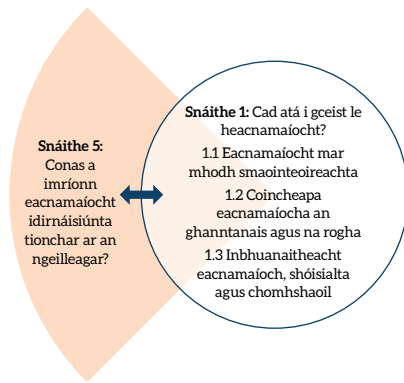 Snáithe 5:
Conas a
imríonn
eacnamaíocht
idirnáisiúnta
tionchar ar an
ngeilleagar?
Snáithe 1: Cad atá i gceist le
heacnamaíocht?
1.1 Eacnamaíocht mar
mhodh smaointeoireachta
1.2 Coincheapa
eacnamaíocha an
ghanntanais agus na rogha
1.3 Inbhuanaitheacht
eacnamaíoch, shóisialta
agus chomhshaoil